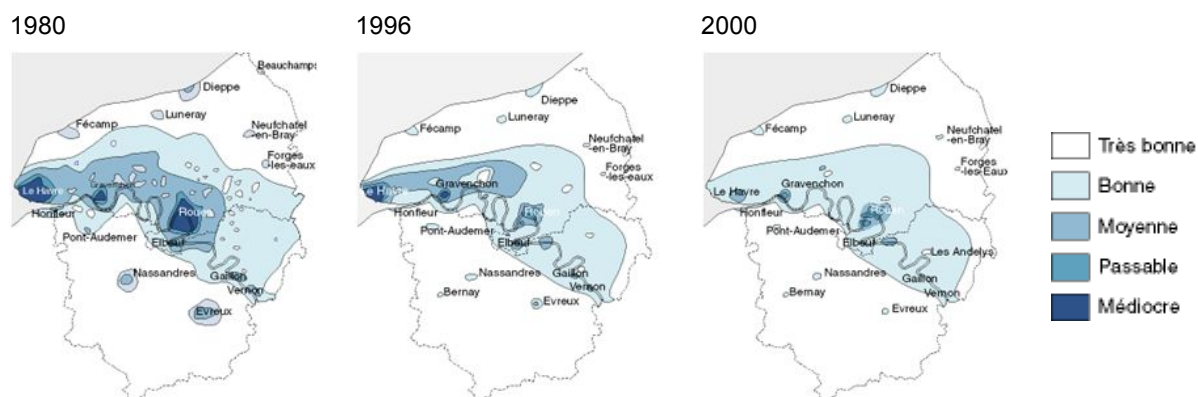 1980
1996
2000
Beauchamps
Dieppe
Luneray
Fécamp
Neufchatel
-en-Bray
Forges
-les-eaux
Le Havre
Gravenchon
Rouen
Honfleur
Pont-Audemer
Elbeuf
Nassandres
Gaillon
Vernon
Evreux
Dieppe
Luneray
Fécamp
Neufchatel
-en-Bray
Forges
-les-eaux
e Havre
Gravenchon
Rouen
Honfleur
Pont-Audemer
Elbeuf
Nassandres
Gaillon
Vernon
Bernay
Evreux
Dieppe
Luneray
Fécamp
Neufchatel
-en-Bray
Forges
-les-Eaux
Le Havre
Gravenchon
Rouen
Honfleur
Pont-Audemer
Elbeuf
Les Andelys
Nassandres
Gaillon
Vernon
Bernay
Evreux
Très bonne
Bonne
Moyenne
Passable
Médiocre